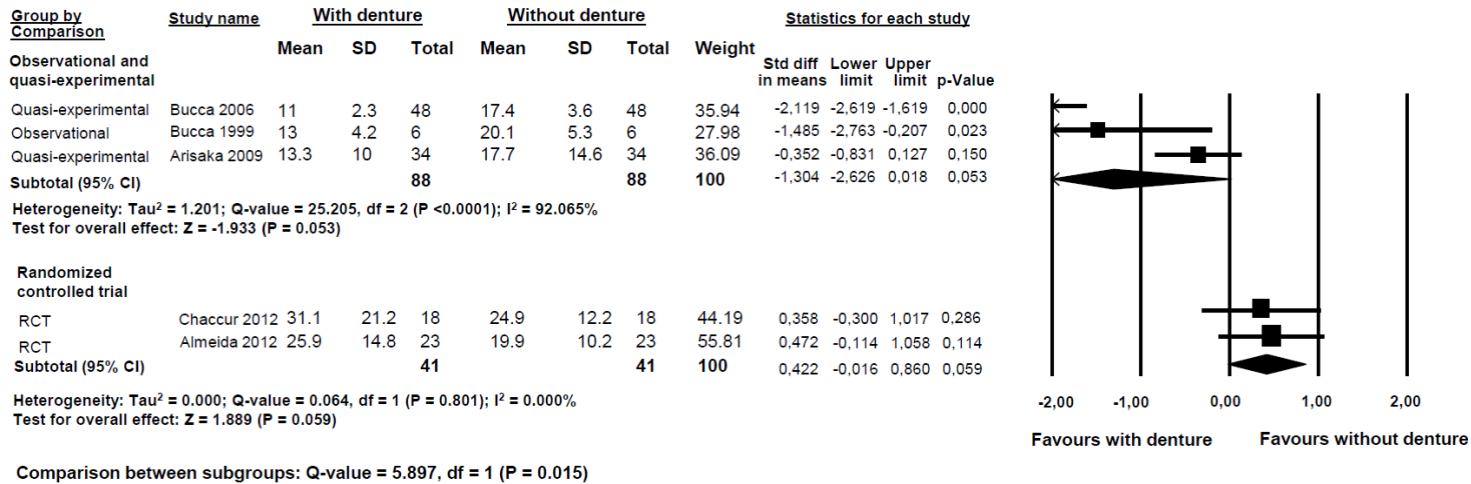 Group by Comparison Study name With denture Without denture Statistics for each study
Mean SD Total Mean SD Total Weight
Observational and quasi-experimental Std diff in means Lower limit Upper limit p-Value
Quasi-experimental Bucca 2006 11 2.3 48 17.4 3.6 48 35.94 -2,119 -2,619 -1,619 0,000
Observational Bucca 1999 13 4.2 6 20.1 5.3 6 27.98 -1,485 -2,763 -0,207 0,023
Quasi-experimental Arisaka 2009 13.3 10 34 17.7 14.6 34 36.09 -0,352 -0,831 0,127 0,150
Subtotal (95% CI) 88 88 100 -1,304 -2,626 0,018 0,053
Heterogeneity: Tau² = 1.201; Q-value = 25.205, df = 2 (P <0.0001); I² = 92.065%
Test for overall effect: Z = -1.933 (P = 0.053)
Randomized
controlled trial
RCT Chaccur 2012 31.1 21.2 18 24.9 12.2 18 44.19 0,358 -0,300 1,017 0,286
RCT Almeida 2012 25.9 14.8 23 19.9 10.2 23 55.81 0,472 -0,114 1,058 0,114
Subtotal (95% CI) 41 41 100 0,422 -0,016 0,860 0,059
Heterogeneity: Tau² = 0.000; Q-value = 0.064, df = 1 (P = 0.801); I² = 0.000%
Test for overall effect: Z = 1.889 (P = 0.059)
-2,00 -1,00 0,00 1,00 2,00
Favours with denture Favours without denture
Comparison between subgroups: Q-value = 5.897, df = 1 (P = 0.015)